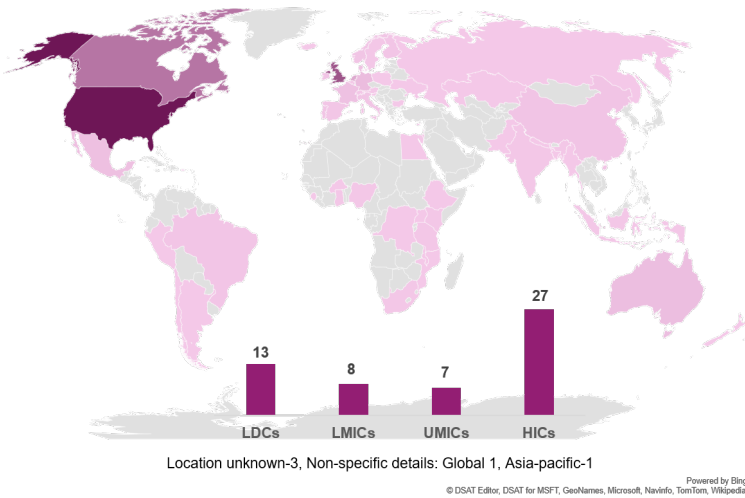 27
13
8
7
LDCs LMICs UMICs HICs
Location unknown-3, Non-specific details: Global 1, Asia-pacific-1
Powered by Bing
© DSAT Editor, DSAT for MSFT, GeoNames, Microsoft, Navinfo, TomTom, Wikipedia